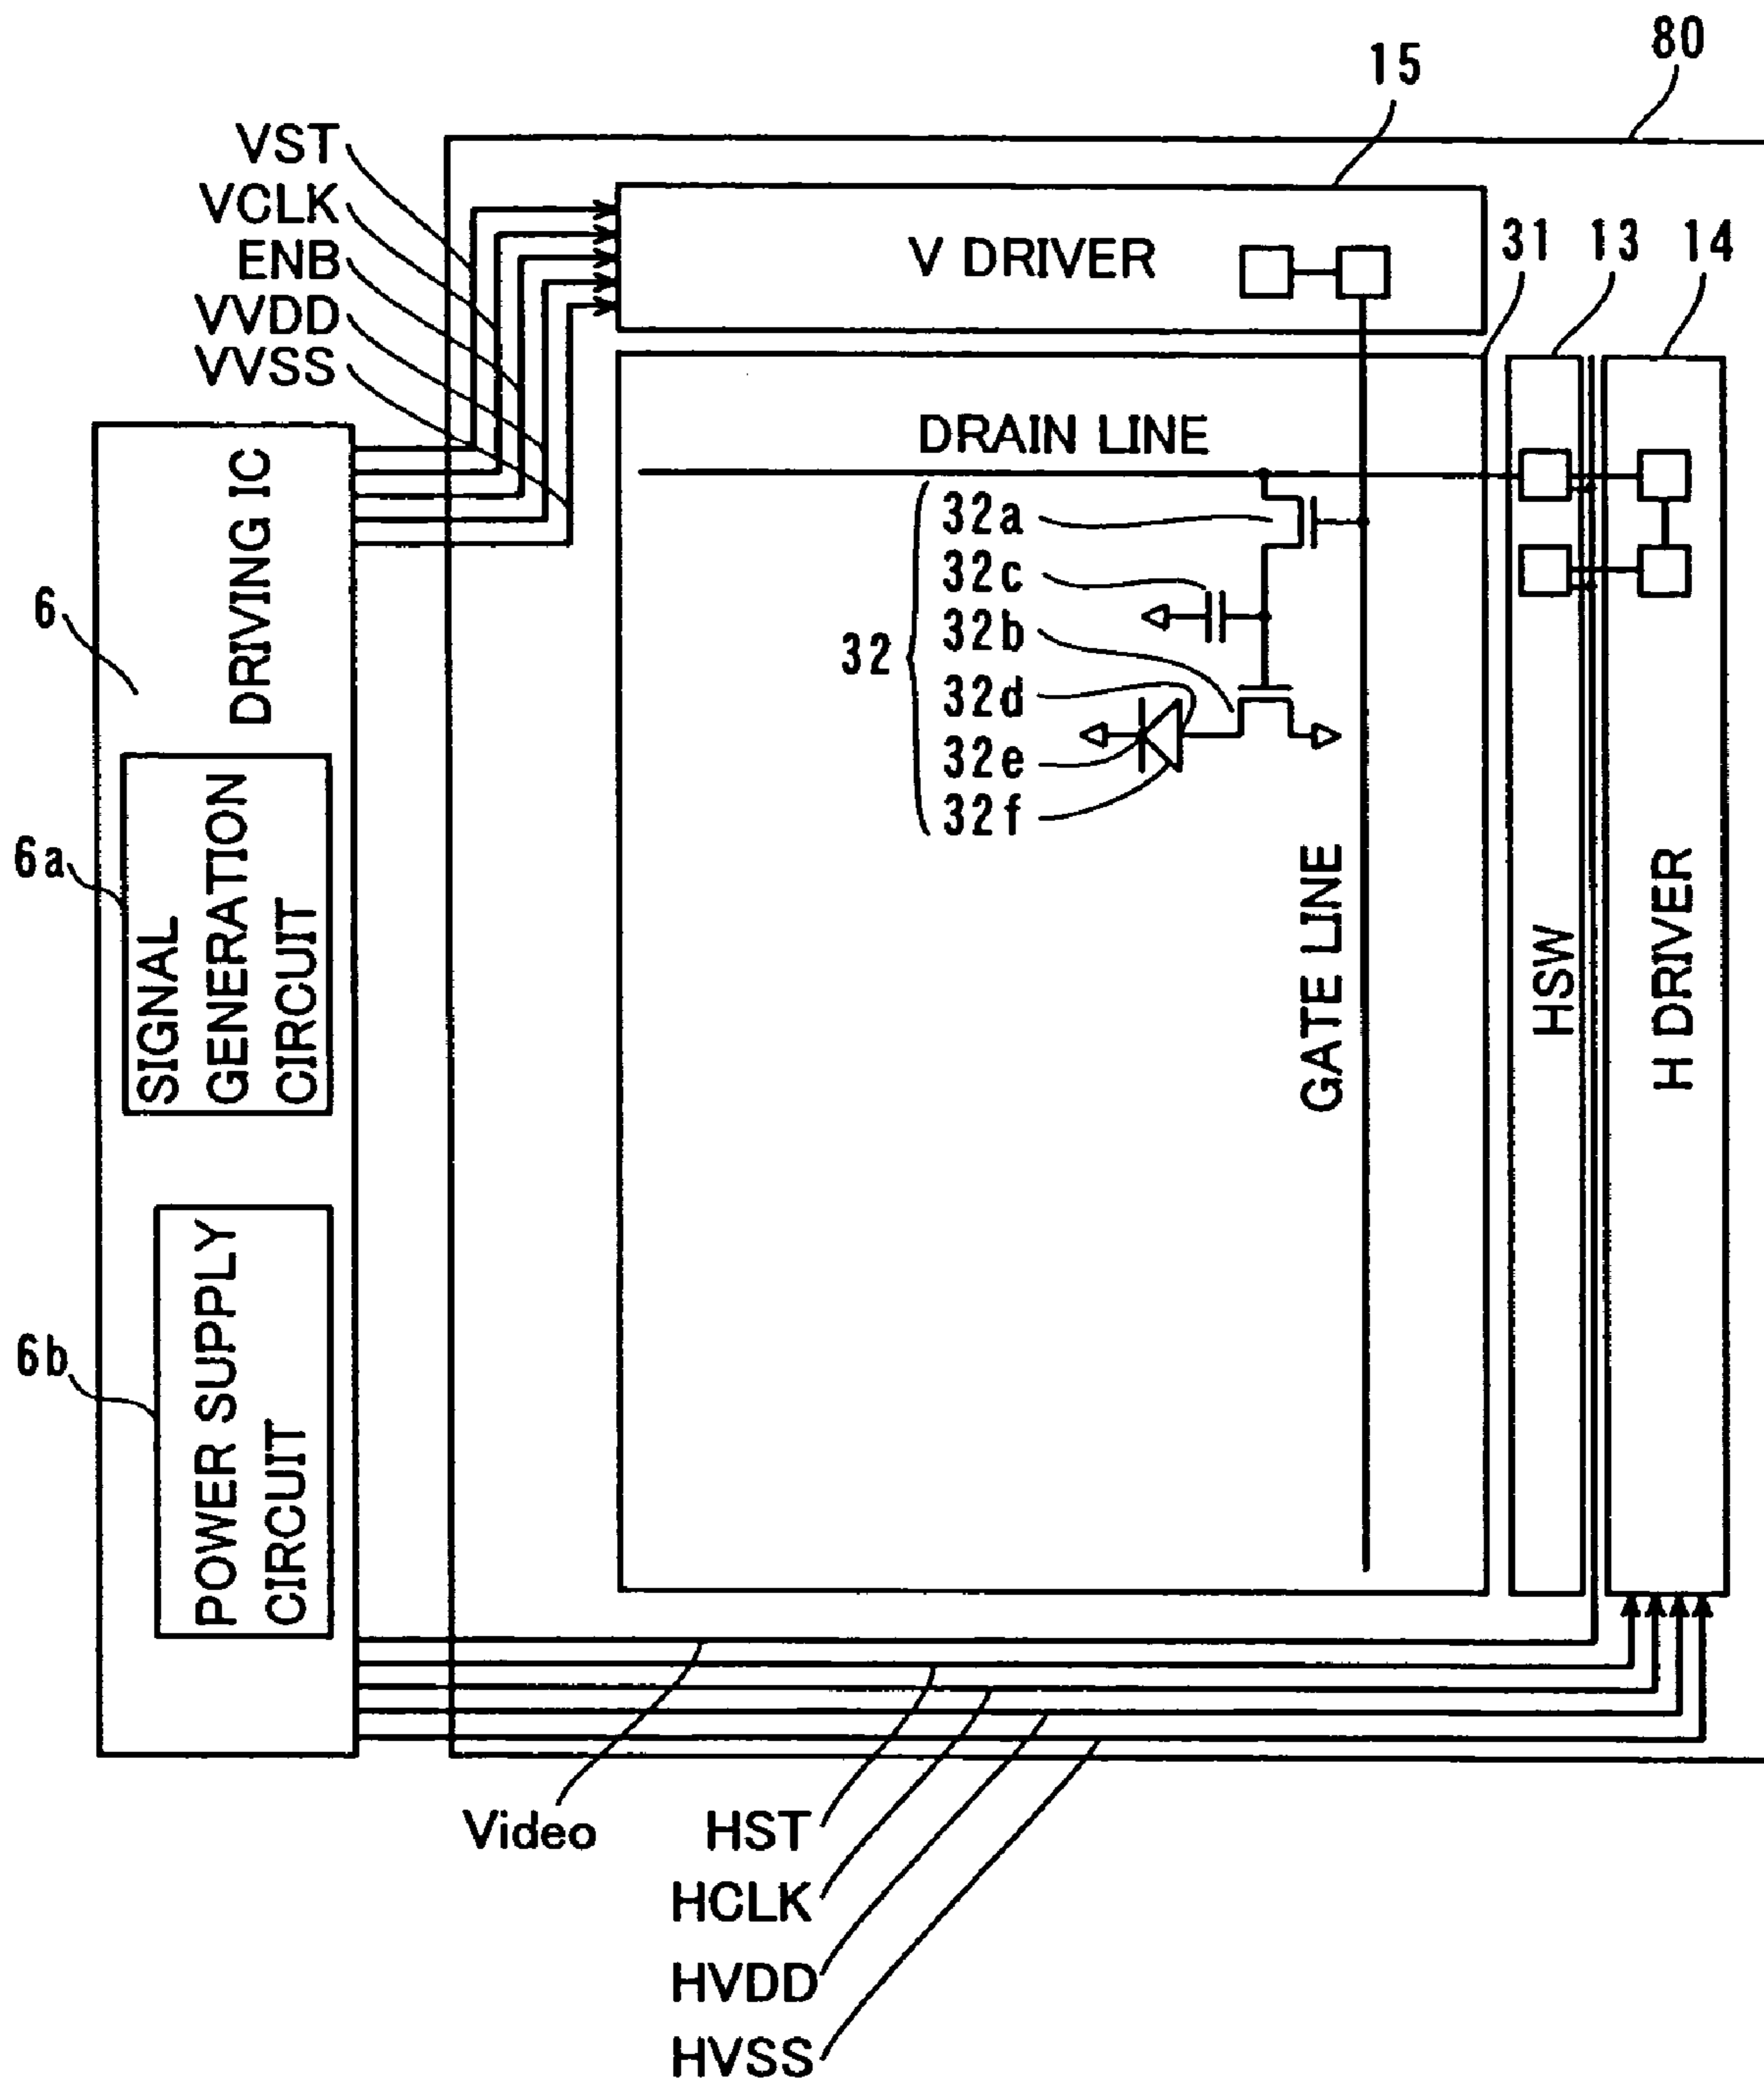 80
15
VST
VCLK
ENB
VVDD
VVSS
V DRIVER
31
13
14
DRAIN LINE
32
32a
32c
32b
32d
32e
32f
GATE LINE
HSW
H DRIVER
6
DRIVING IC
6a
SIGNAL
GENERATION
CIRCUIT
6b
POWER SUPPLY
CIRCUIT
Video
HST
HCLK
HVDD
HVSS